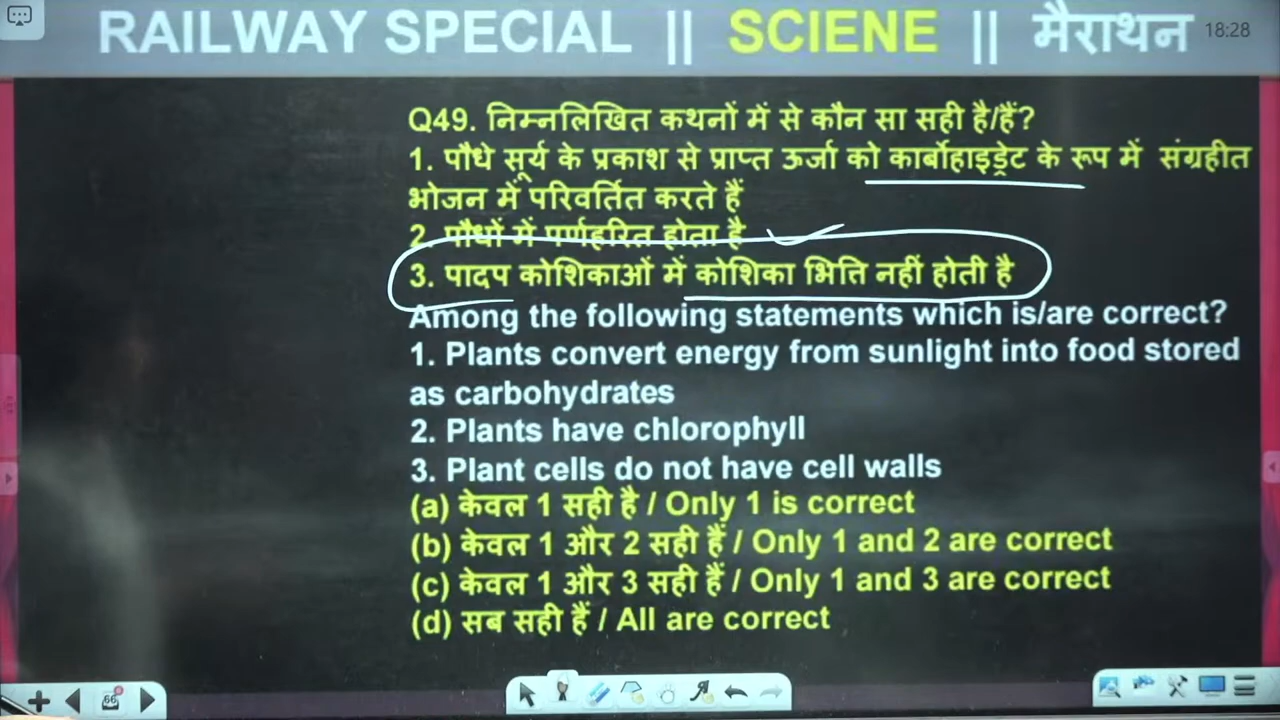 RAILWAY SPECIAL || SCIENE || मैराथन 18:28
Q49. निम्नलिखित कथनों में से कौन सा सही है/हैं?
1. पौधे सूर्य के प्रकाश से प्राप्त ऊर्जा को कार्बोहाइड्रेट के रूप में संग्रहीत
भोजन में परिवर्तित करते हैं
2. पौधों में पर्णहरित होता है
3. पादप कोशिकाओं में कोशिका भिति नहीं होती है
Among the following statements which is/are correct?
1. Plants convert energy from sunlight into food stored
as carbohydrates
2. Plants have chlorophyll
3. Plant cells do not have cell walls
(a) केवल 1 सही है / Only 1 is correct
(b) केवल 1 और 2 सही हैं / Only 1 and 2 are correct
(c) केवल 1 और 3 सही हैं / Only 1 and 3 are correct
(d) सब सही हैं / All are correct
66